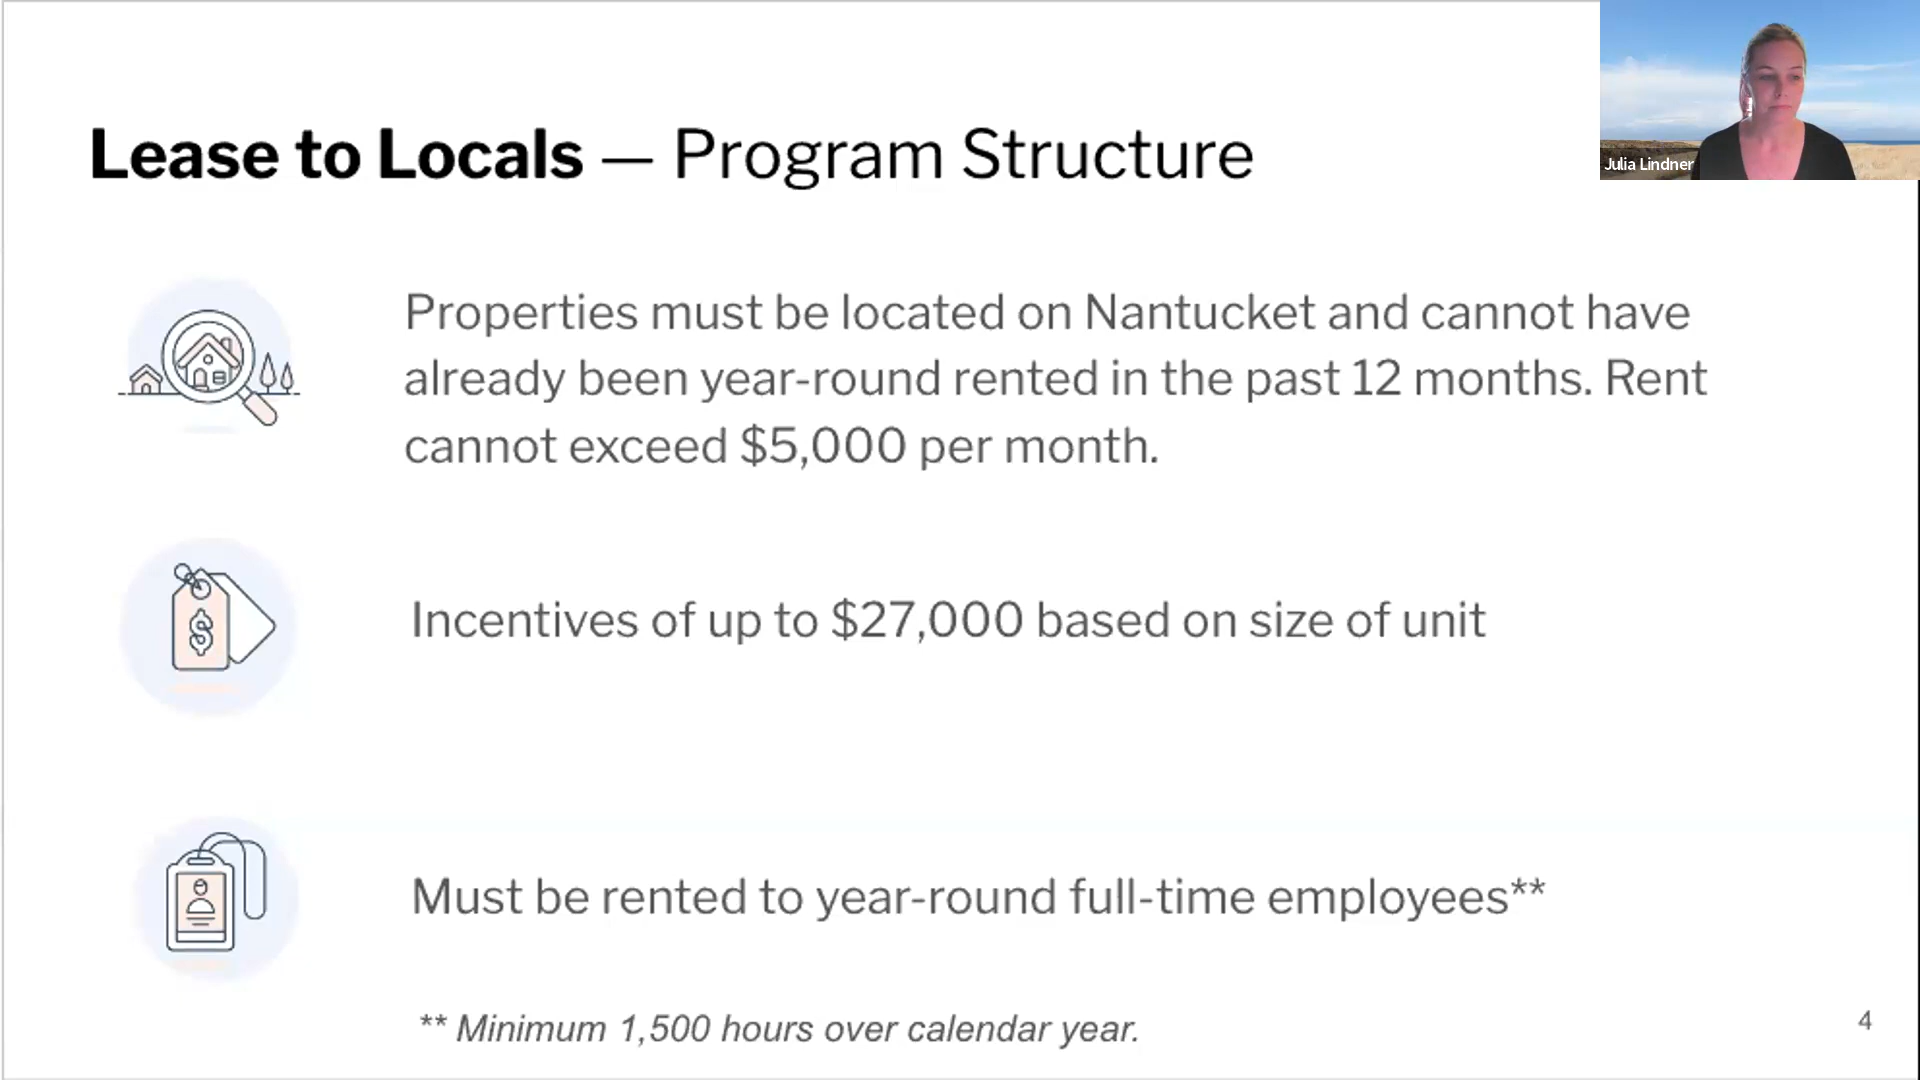 Julia Lindner
Lease to Locals — Program Structure
Properties must be located on Nantucket and cannot have
already been year-round rented in the past 12 months. Rent
cannot exceed $5,000 per month.
$
Incentives of up to $27,000 based on size of unit
Must be rented to year-round full-time employees**
** Minimum 1,500 hours over calendar year.
4